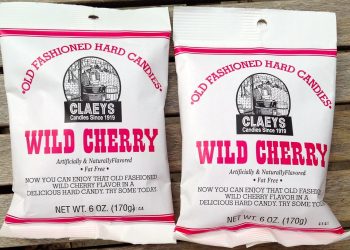 "OLD FASHIONED HARD CANDIES"
CLAEYS
Candies Since 1919
WILD CHERRY
Artificially & Naturally Flavored
• Fat Free •
NOW YOU CAN ENJOY THAT OLD FASHIONED
WILD CHERRY FLAVOR IN A
DELICIOUS HARD CANDY. TRY SOME TODAY.
NET WT. 6 OZ. (170g)
"OLD FASHIONED HARD CANDIES"
CLAEYS
Candies Since 1919
WILD CHERRY
Artificially & Naturally Flavored
• Fat Free •
NOW YOU CAN ENJOY THAT OLD FASHIONED
WILD CHERRY FLAVOR IN A
DELICIOUS HARD CANDY. TRY SOME TODAY.
NET WT. 6 OZ. (170g)